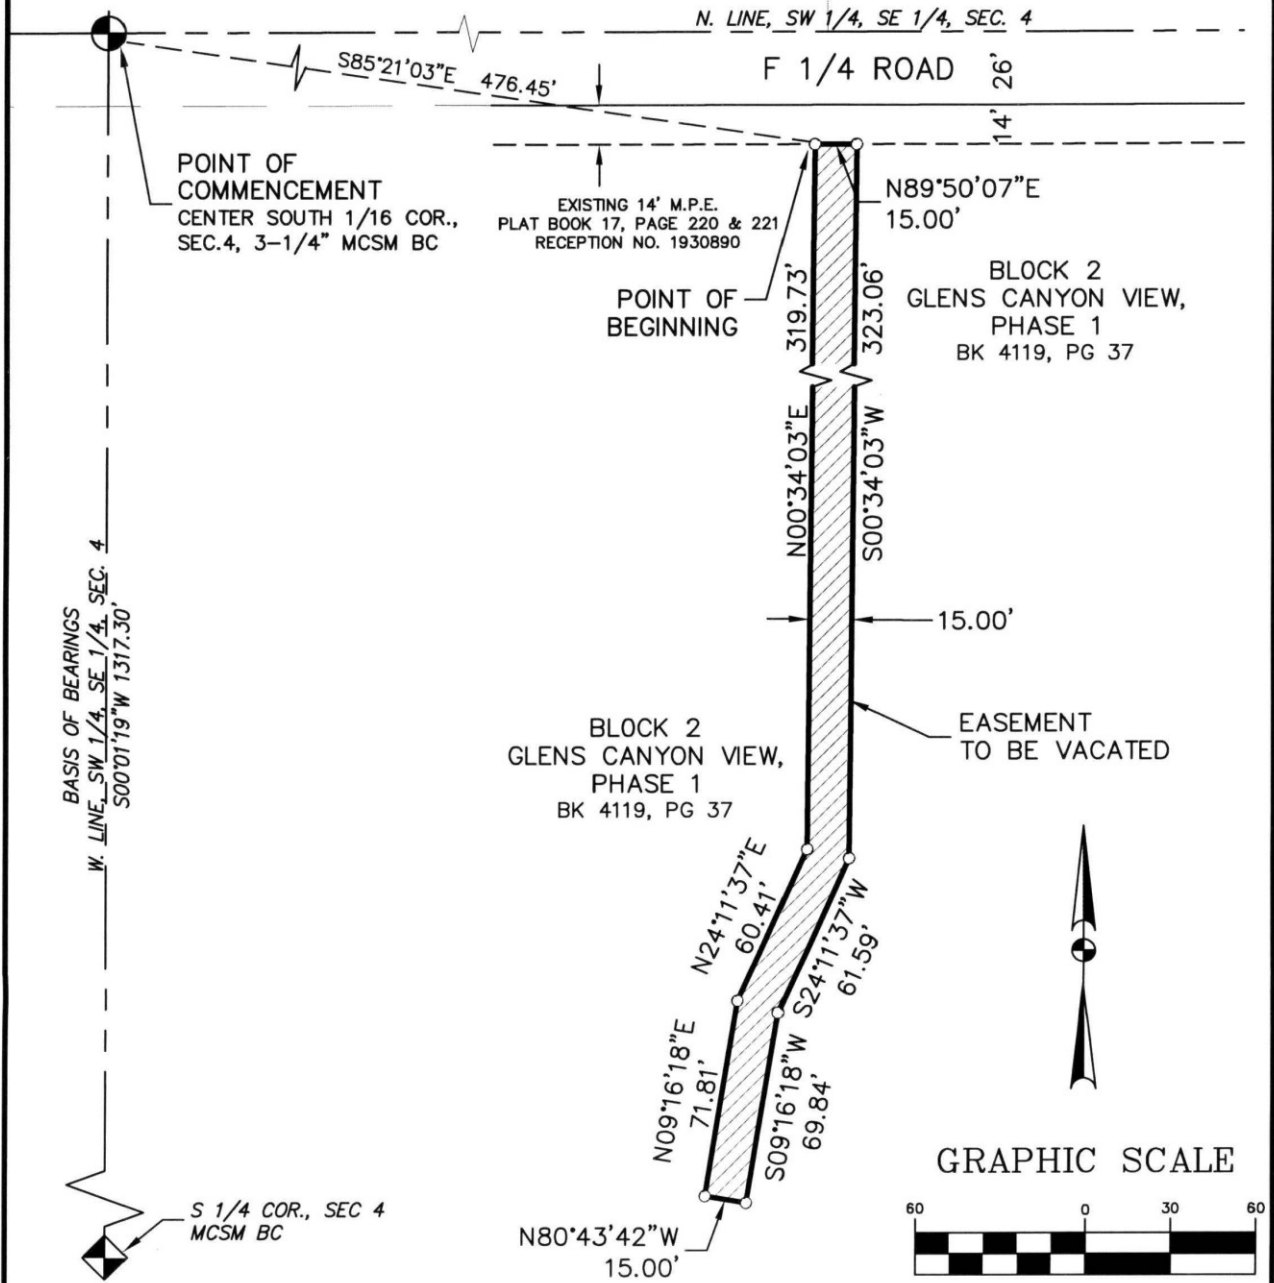 N. LINE, SW 1/4, SE 1/4, SEC. 4
F 1/4 ROAD
26'
14'
S85°21'03"E 476.45'
POINT OF
COMMENCEMENT
CENTER SOUTH 1/16 COR.,
SEC.4, 3-1/4" MCSM BC
EXISTING 14' M.P.E.
PLAT BOOK 17, PAGE 220 & 221
RECEPTION NO. 1930890
N89°50'07"E
15.00'
POINT OF
BEGINNING
319.73'
323.06'
BLOCK 2
GLENS CANYON VIEW,
PHASE 1
BK 4119, PG 37
N00°34'03"E
S00°34'03"W
15.00'
BASIS OF BEARINGS
W. LINE, SW 1/4, SE 1/4, SEC. 4
S00°01'19"W 1317.30'
BLOCK 2
GLENS CANYON VIEW,
PHASE 1
BK 4119, PG 37
EASEMENT
TO BE VACATED
N24°11'37"E
60.41'
S24°11'37"W
61.59'
N09°16'18"E
71.81'
S09°16'18"W
69.84'
S 1/4 COR., SEC 4
MCSM BC
N80°43'42"W
15.00'
GRAPHIC SCALE
60 0 30 60